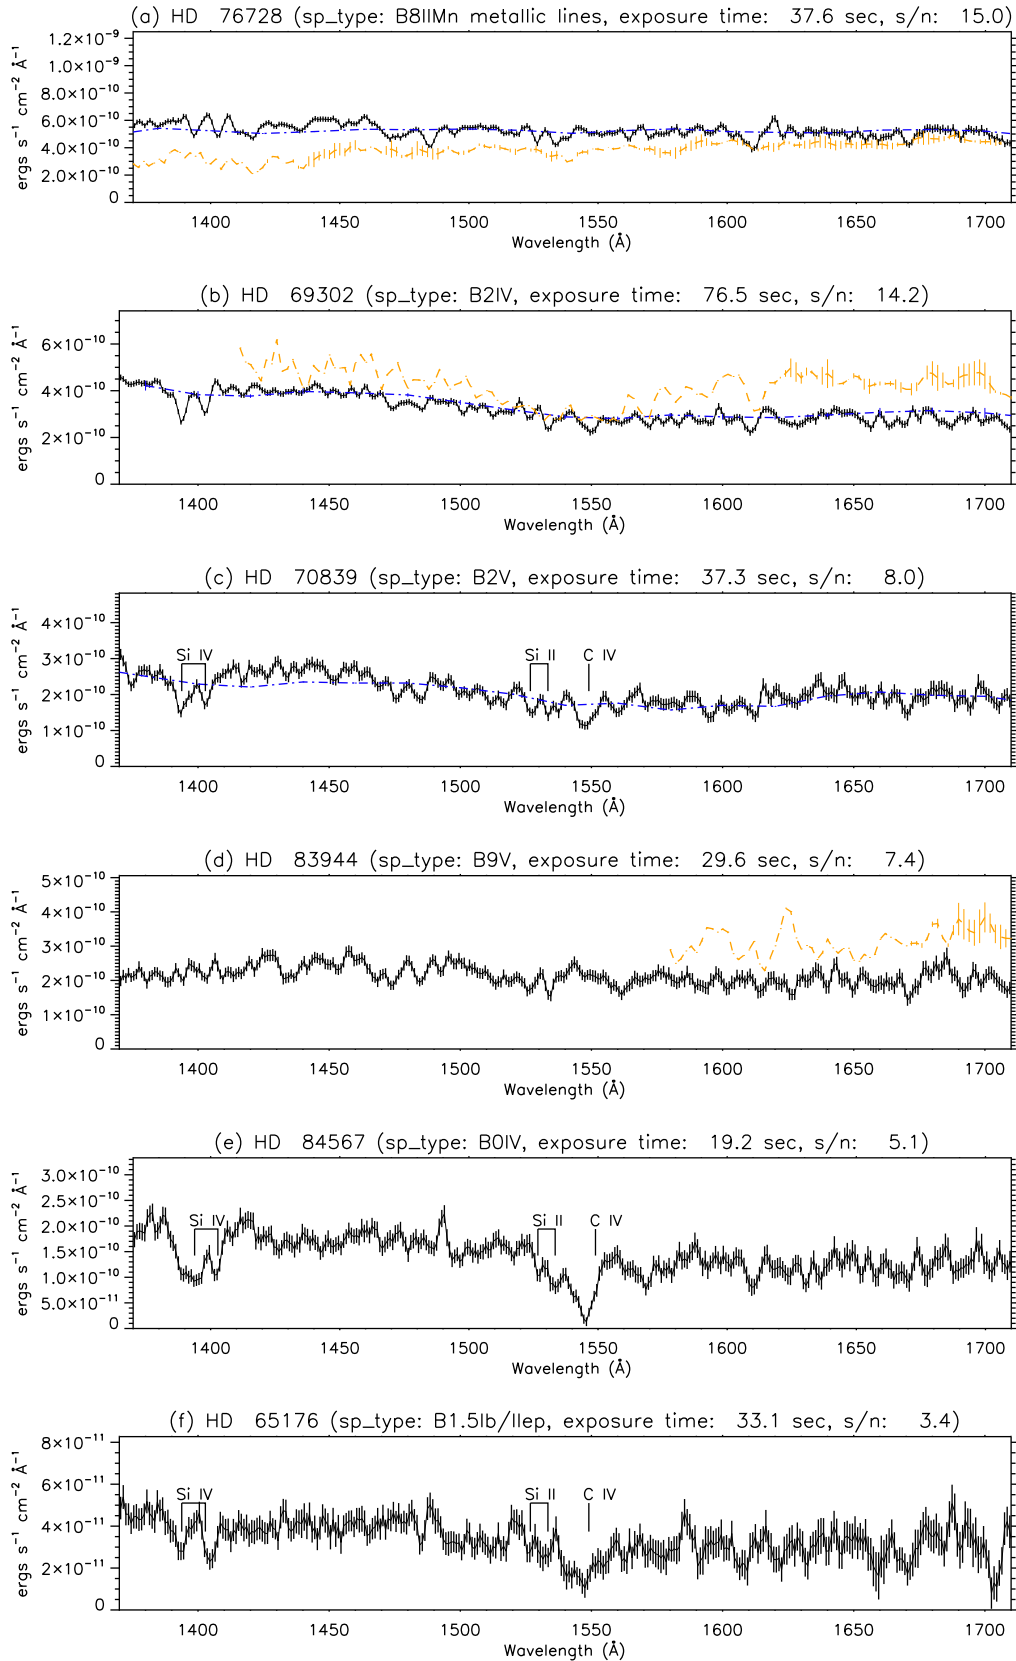 (a) HD 76728 (sp_type: B8IIMn metallic lines, exposure time: 37.6 sec, s/n: 15.0)
1.2×10⁻⁹
1.0×10⁻⁹
8.0×10⁻¹⁰
6.0×10⁻¹⁰
4.0×10⁻¹⁰
2.0×10⁻¹⁰
0
ergs s⁻¹ cm⁻² Å⁻¹
1400 1450 1500 1550 1600 1650 1700
Wavelength (Å)
(b) HD 69302 (sp_type: B2IV, exposure time: 76.5 sec, s/n: 14.2)
6×10⁻¹⁰
4×10⁻¹⁰
2×10⁻¹⁰
0
ergs s⁻¹ cm⁻² Å⁻¹
1400 1450 1500 1550 1600 1650 1700
Wavelength (Å)
(c) HD 70839 (sp_type: B2V, exposure time: 37.3 sec, s/n: 8.0)
4×10⁻¹⁰
3×10⁻¹⁰
2×10⁻¹⁰
1×10⁻¹⁰
0
ergs s⁻¹ cm⁻² Å⁻¹
Si IV Si II C IV
1400 1450 1500 1550 1600 1650 1700
Wavelength (Å)
(d) HD 83944 (sp_type: B9V, exposure time: 29.6 sec, s/n: 7.4)
5×10⁻¹⁰
4×10⁻¹⁰
3×10⁻¹⁰
2×10⁻¹⁰
1×10⁻¹⁰
0
ergs s⁻¹ cm⁻² Å⁻¹
1400 1450 1500 1550 1600 1650 1700
Wavelength (Å)
(e) HD 84567 (sp_type: B0IV, exposure time: 19.2 sec, s/n: 5.1)
3.0×10⁻¹⁰
2.5×10⁻¹⁰
2.0×10⁻¹⁰
1.5×10⁻¹⁰
1.0×10⁻¹⁰
5.0×10⁻¹¹
0
ergs s⁻¹ cm⁻² Å⁻¹
Si IV Si II C IV
1400 1450 1500 1550 1600 1650 1700
Wavelength (Å)
(f) HD 65176 (sp_type: B1.5Ib/IIep, exposure time: 33.1 sec, s/n: 3.4)
8×10⁻¹¹
6×10⁻¹¹
4×10⁻¹¹
2×10⁻¹¹
0
ergs s⁻¹ cm⁻² Å⁻¹
Si IV Si II C IV
1400 1450 1500 1550 1600 1650 1700
Wavelength (Å)